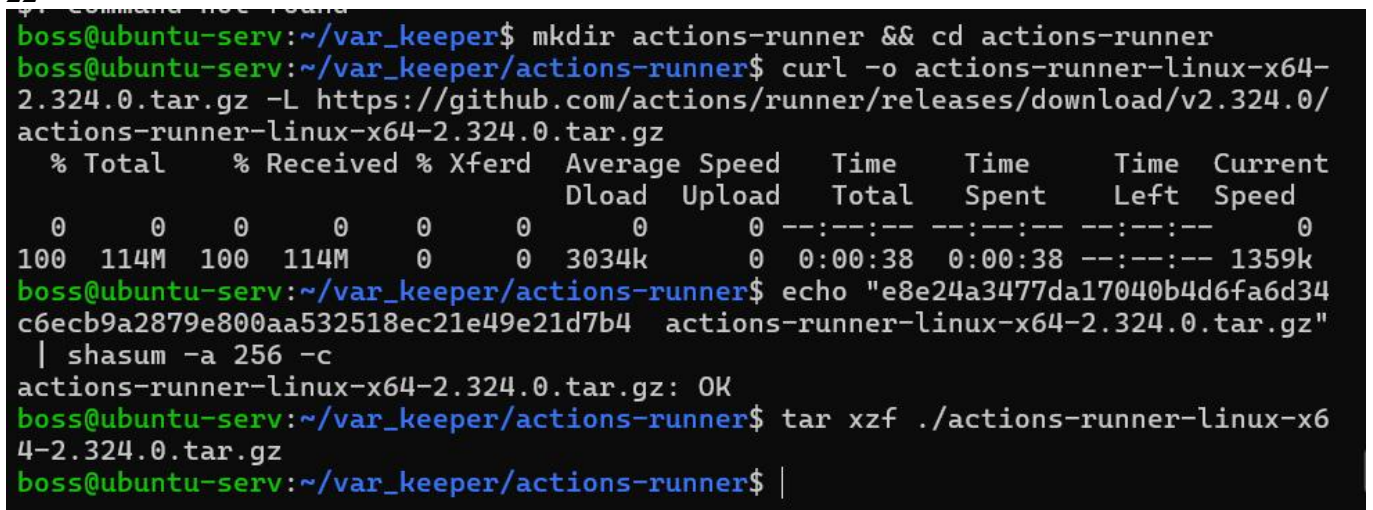 boss@ubuntu-serv:~/var_keeper$ mkdir actions-runner && cd actions-runner
boss@ubuntu-serv:~/var_keeper/actions-runner$ curl -o actions-runner-linux-x64-
2.324.0.tar.gz -L https://github.com/actions/runner/releases/download/v2.324.0/
actions-runner-linux-x64-2.324.0.tar.gz
  % Total    % Received % Xferd  Average Speed   Time    Time     Time  Current
                                 Dload  Upload   Total   Spent    Left  Speed
  0     0    0     0    0     0      0      0 --:--:-- --:--:-- --:--:--     0
100  114M  100  114M    0     0  3034k      0  0:00:38  0:00:38 --:--:-- 1359k
boss@ubuntu-serv:~/var_keeper/actions-runner$ echo "e8e24a3477da17040b4d6fa6d34
c6ecb9a2879e800aa532518ec21e49e21d7b4  actions-runner-linux-x64-2.324.0.tar.gz"
 | shasum -a 256 -c
actions-runner-linux-x64-2.324.0.tar.gz: OK
boss@ubuntu-serv:~/var_keeper/actions-runner$ tar xzf ./actions-runner-linux-x6
4-2.324.0.tar.gz
boss@ubuntu-serv:~/var_keeper/actions-runner$